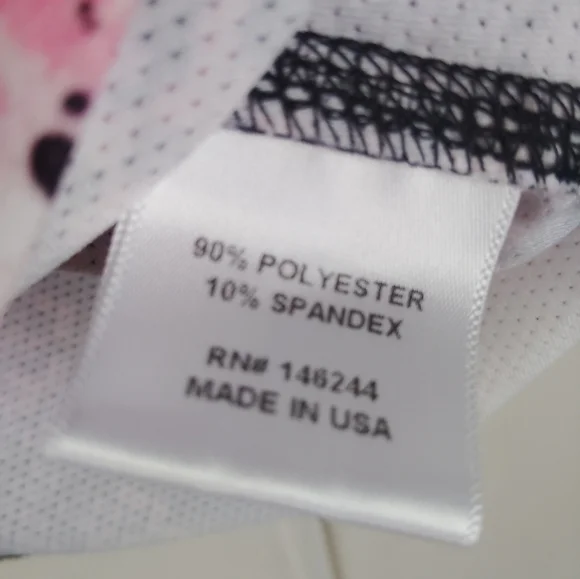 90% POLYESTER
10% SPANDEX
RN# 146244
MADE IN USA